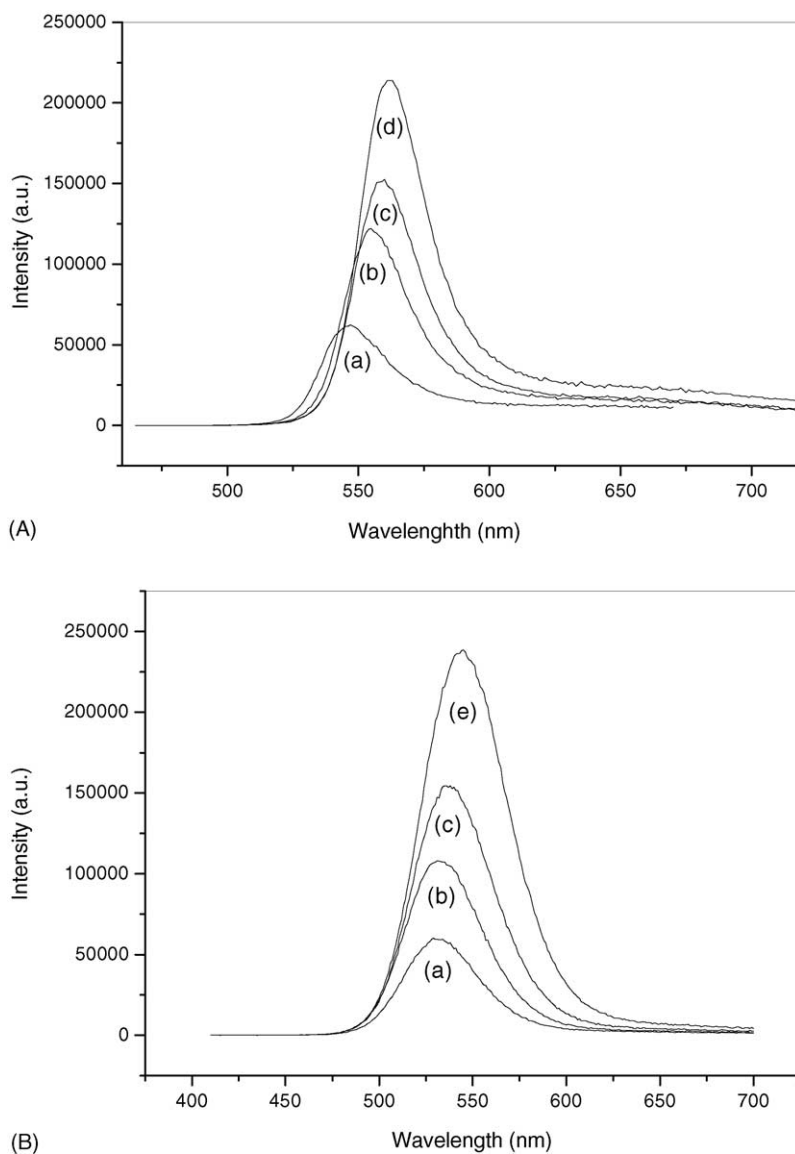 250000
200000
150000
100000
50000
0
Intensity (a.u.)
(d)
(c)
(b)
(a)
500 550 600 650 700
Wavelenghth (nm)
(A)
250000
200000
150000
100000
50000
0
Intensity (a.u.)
(e)
(c)
(b)
(a)
400 450 500 550 600 650 700
Wavelength (nm)
(B)